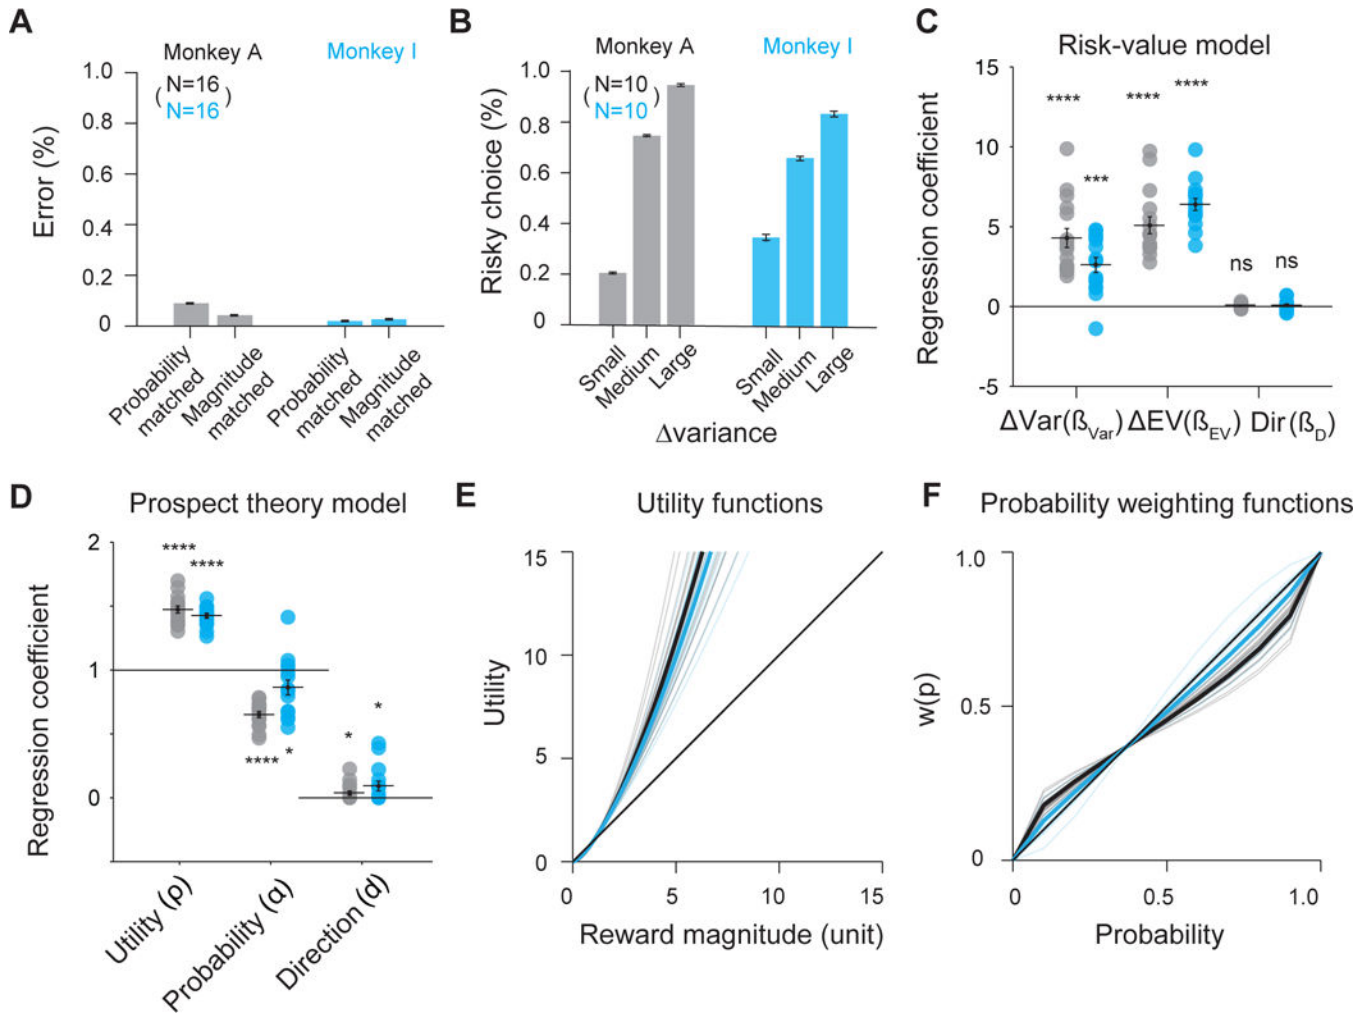 A
Monkey A
Monkey I
(N=16)
N=16
Error (%)
1.0
0.8
0.6
0.4
0.2
0
Probability
matched
Magnitude
matched
Probability
matched
Magnitude
matched
B
Monkey A
Monkey I
(N=10)
N=10
Risky choice (%)
1.0
0.8
0.6
0.4
0.2
0
Small
Medium
Large
Small
Medium
Large
Δvariance
C
Risk-value model
Regression coefficient
15
10
5
0
-5
****
***
****
****
ns
ns
ΔVar(ß_Var)
ΔEV(ß_EV)
Dir(ß_D)
D
Prospect theory model
Regression coefficient
2
1
0
****
****
****
*
*
*
Utility (ρ)
Probability (α)
Direction (d)
E
Utility functions
Utility
15
10
5
0
0
5
10
15
Reward magnitude (unit)
F
Probability weighting functions
w(p)
1.0
0.5
0
0
0.5
1.0
Probability